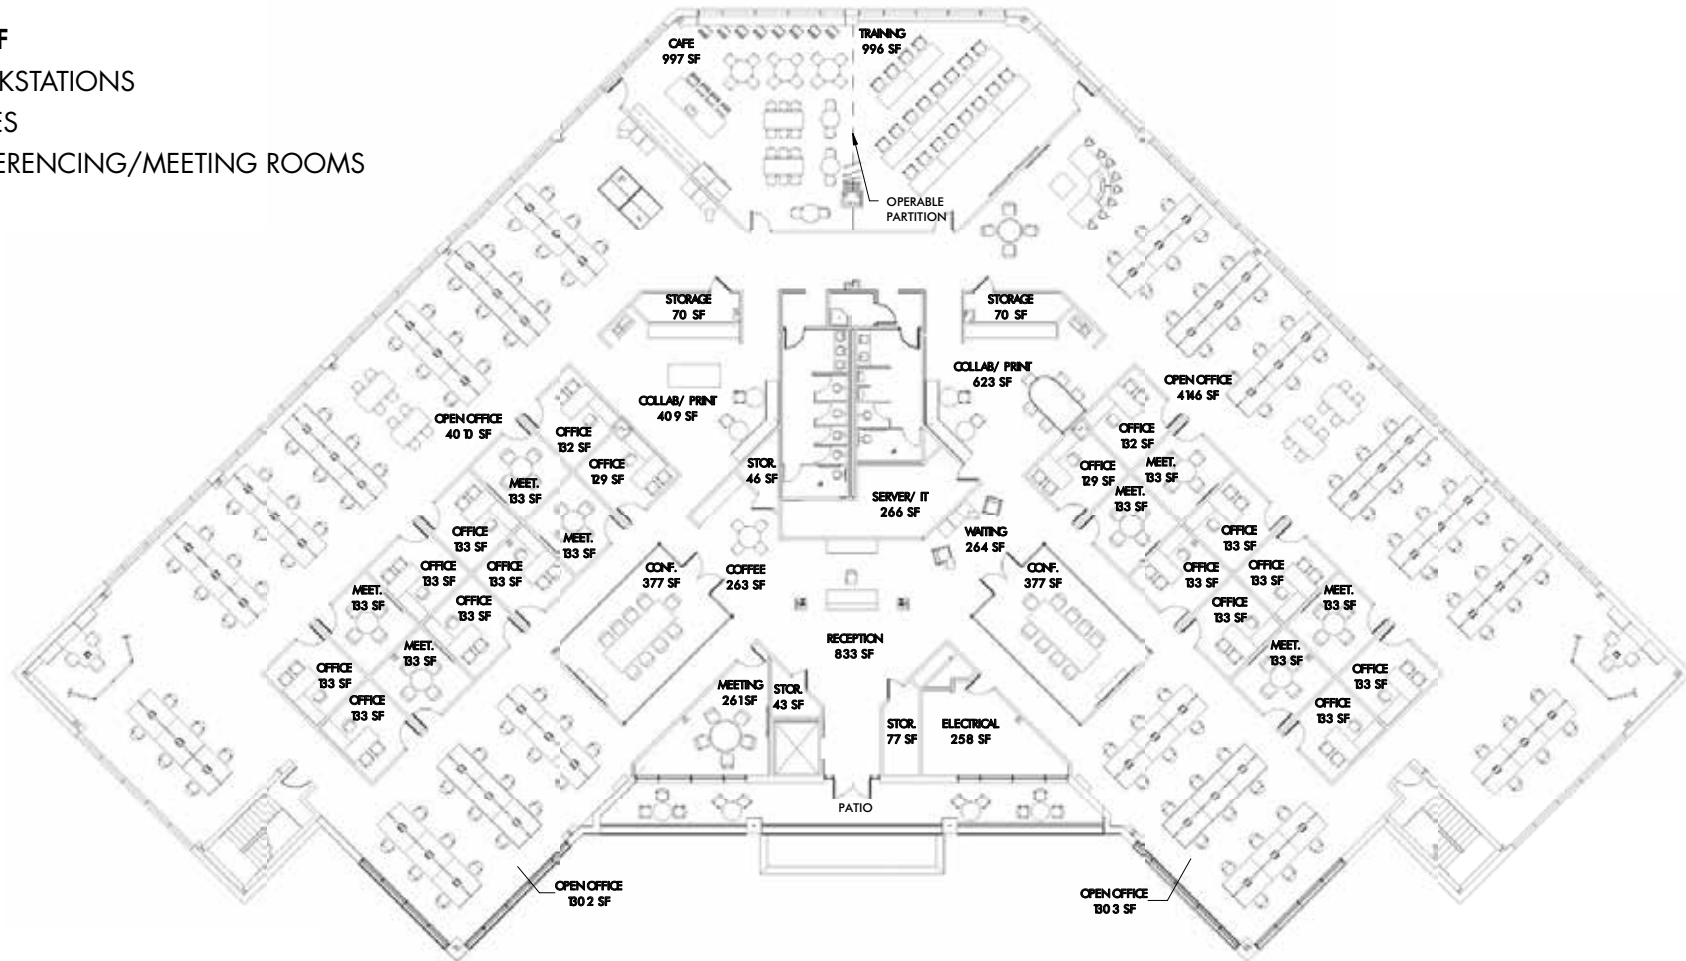 F
KSTATIONS
ES
ERENCING/MEETING ROOMS
CAFE
997 SF
TRAINING
996 SF
OPERABLE
PARTITION
STORAGE
70 SF
STORAGE
70 SF
COLLAB/ PRINT
409 SF
COLLAB/ PRINT
623 SF
OPEN OFFICE
4010 SF
OPEN OFFICE
4146 SF
OFFICE
132 SF
OFFICE
129 SF
MEET.
133 SF
MEET.
133 SF
OFFICE
133 SF
OFFICE
133 SF
OFFICE
133 SF
OFFICE
133 SF
MEET.
133 SF
MEET.
133 SF
OFFICE
133 SF
OFFICE
133 SF
STOR.
46 SF
SERVER/ IT
266 SF
WAITING
264 SF
COFFEE
263 SF
CONF.
377 SF
CONF.
377 SF
RECEPTION
833 SF
MEETING
261 SF
STOR.
43 SF
STOR.
77 SF
ELECTRICAL
258 SF
PATIO
OFFICE
132 SF
OFFICE
129 SF
MEET.
133 SF
MEET.
133 SF
OFFICE
133 SF
OFFICE
133 SF
OFFICE
133 SF
OFFICE
133 SF
MEET.
133 SF
MEET.
133 SF
OFFICE
133 SF
OFFICE
133 SF
OPEN OFFICE
1302 SF
OPEN OFFICE
1303 SF